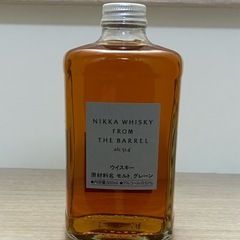 NIKKA WHISKY
FROM
THE BARREL
ウイスキー
原材料名 モルト、グレーン